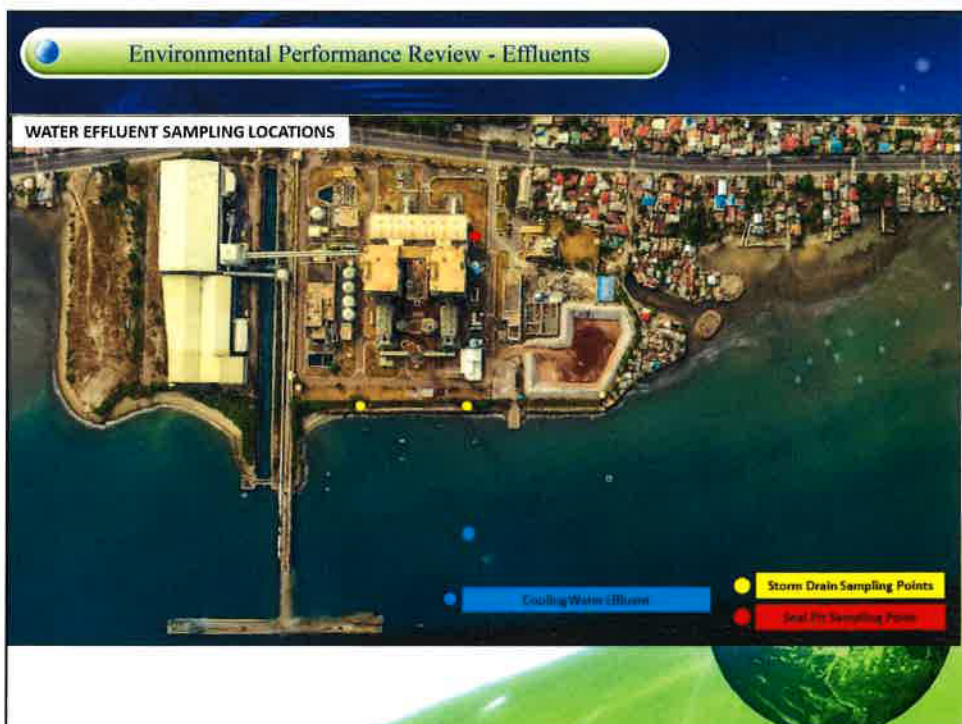 Environmental Performance Review - Effluents
WATER EFFLUENT SAMPLING LOCATIONS
Storm Drain Sampling Points
Cooling Water Effluent
Seal Pit Sampling Point